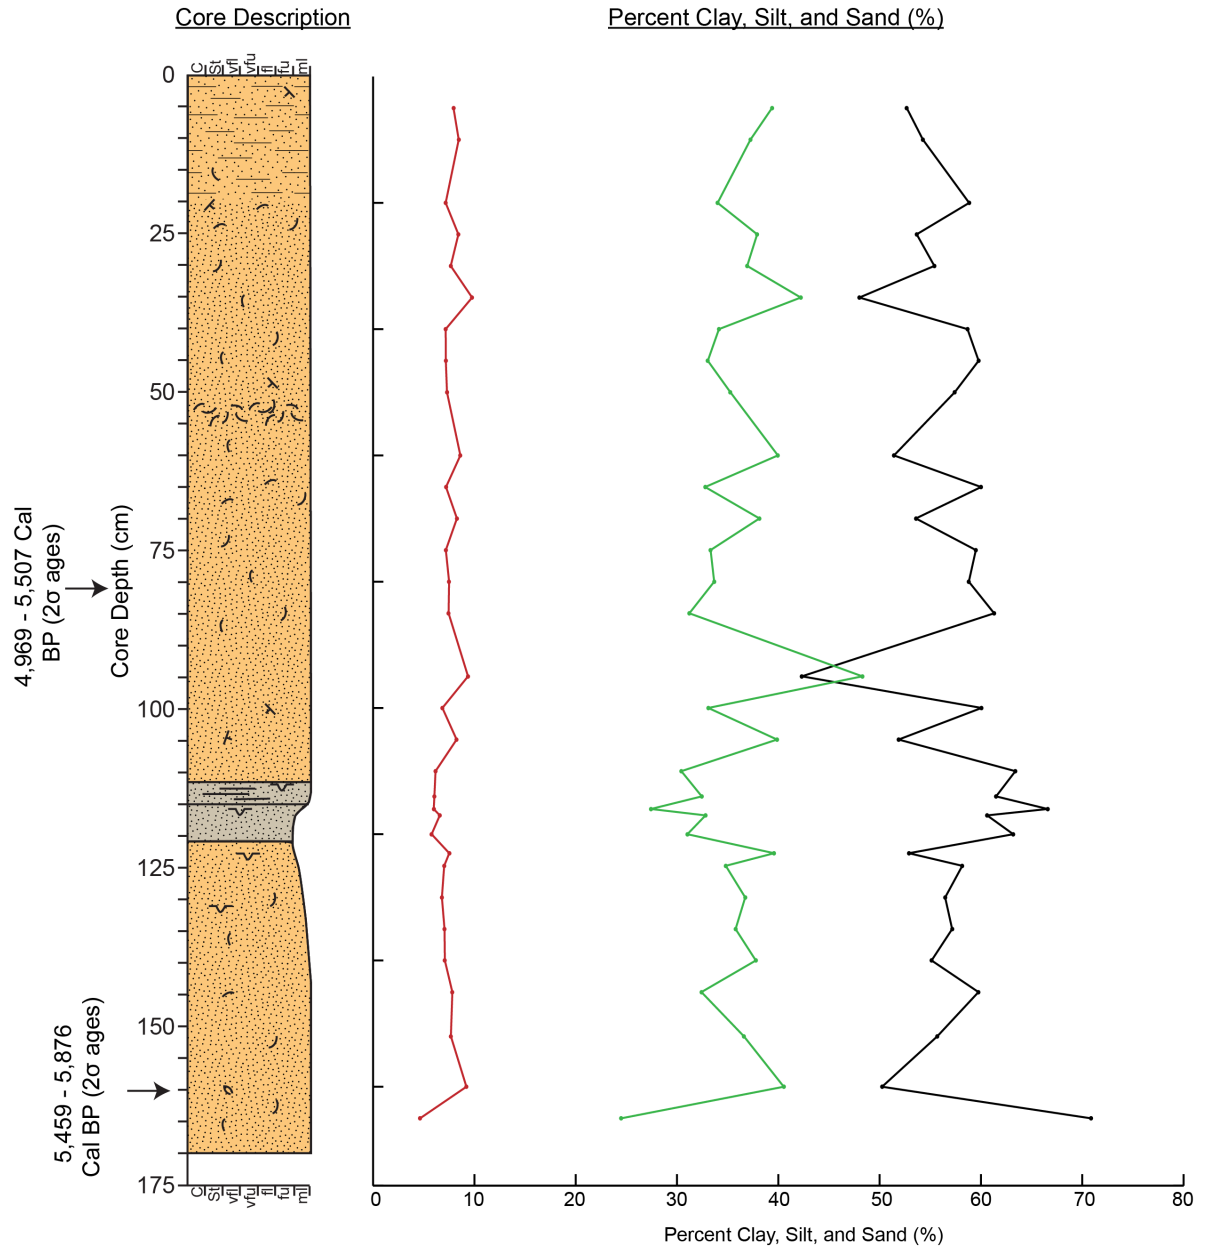 Core Description
Percent Clay, Silt, and Sand (%)
C St vfl vfu fl fu ml
0
25
50
75
100
125
150
175
Core Depth (cm)
4,969 - 5,507 Cal
BP (2σ ages)
5,459 - 5,876
Cal BP (2σ ages)
C St vfl vfu fl fu ml
0 10 20 30 40 50 60 70 80
Percent Clay, Silt, and Sand (%)